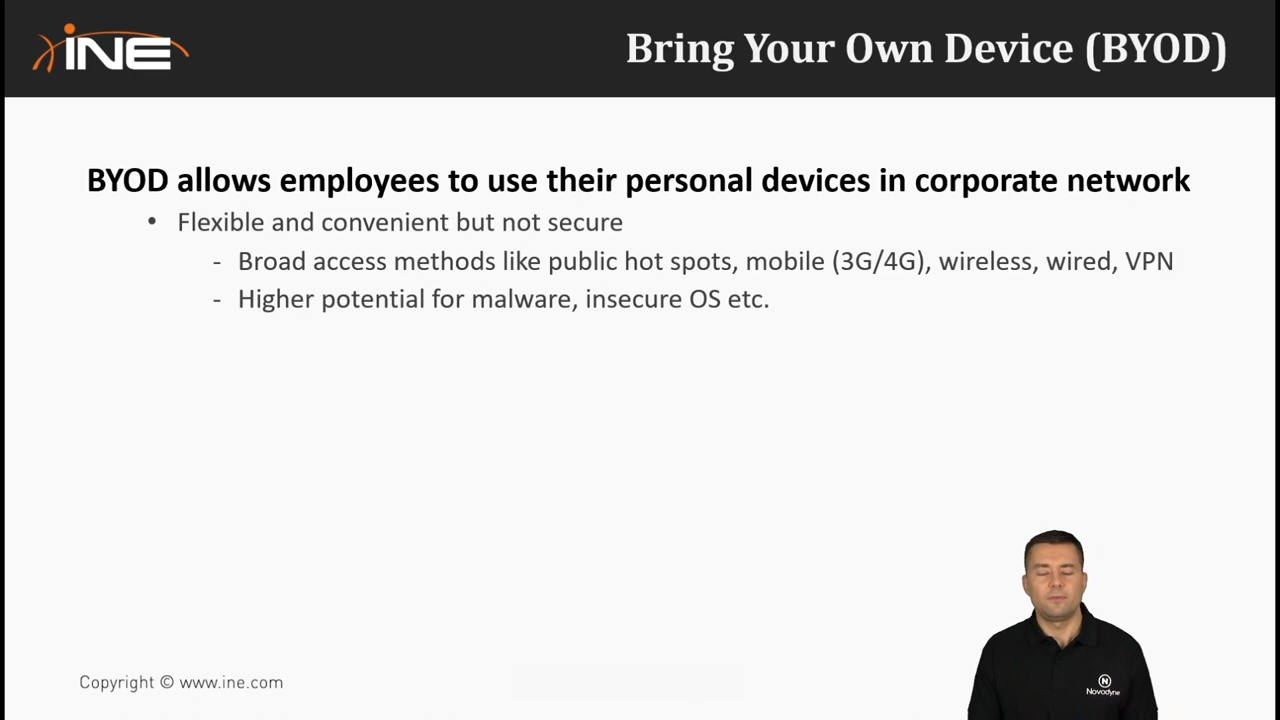 INE
Bring Your Own Device (BYOD)
BYOD allows employees to use their personal devices in corporate network
• Flexible and convenient but not secure
- Broad access methods like public hot spots, mobile (3G/4G), wireless, wired, VPN
- Higher potential for malware, insecure OS etc.
N
Novadyne
Copyright © www.ine.com